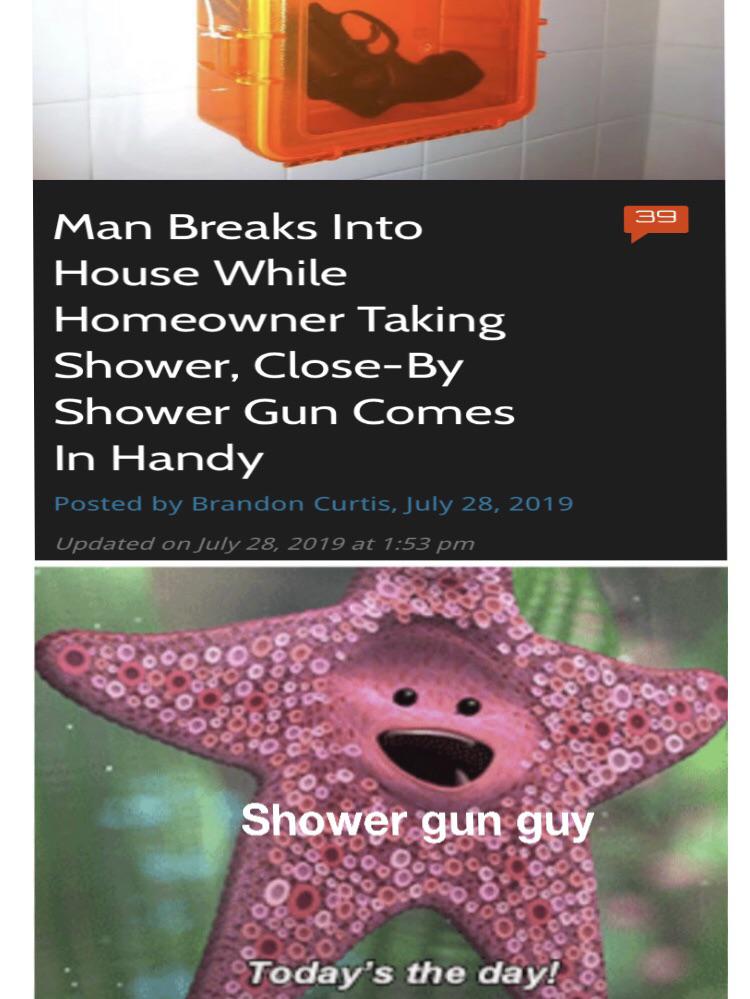 Man Breaks Into
39
House While
Homeowner Taking
Shower, Close-By
Shower Gun Comes
In Handy
Posted by Brandon Curtis, July 28, 2019
Updated on July 28, 2019 at 1:53 pm
Shower gun guy
Today's the day!